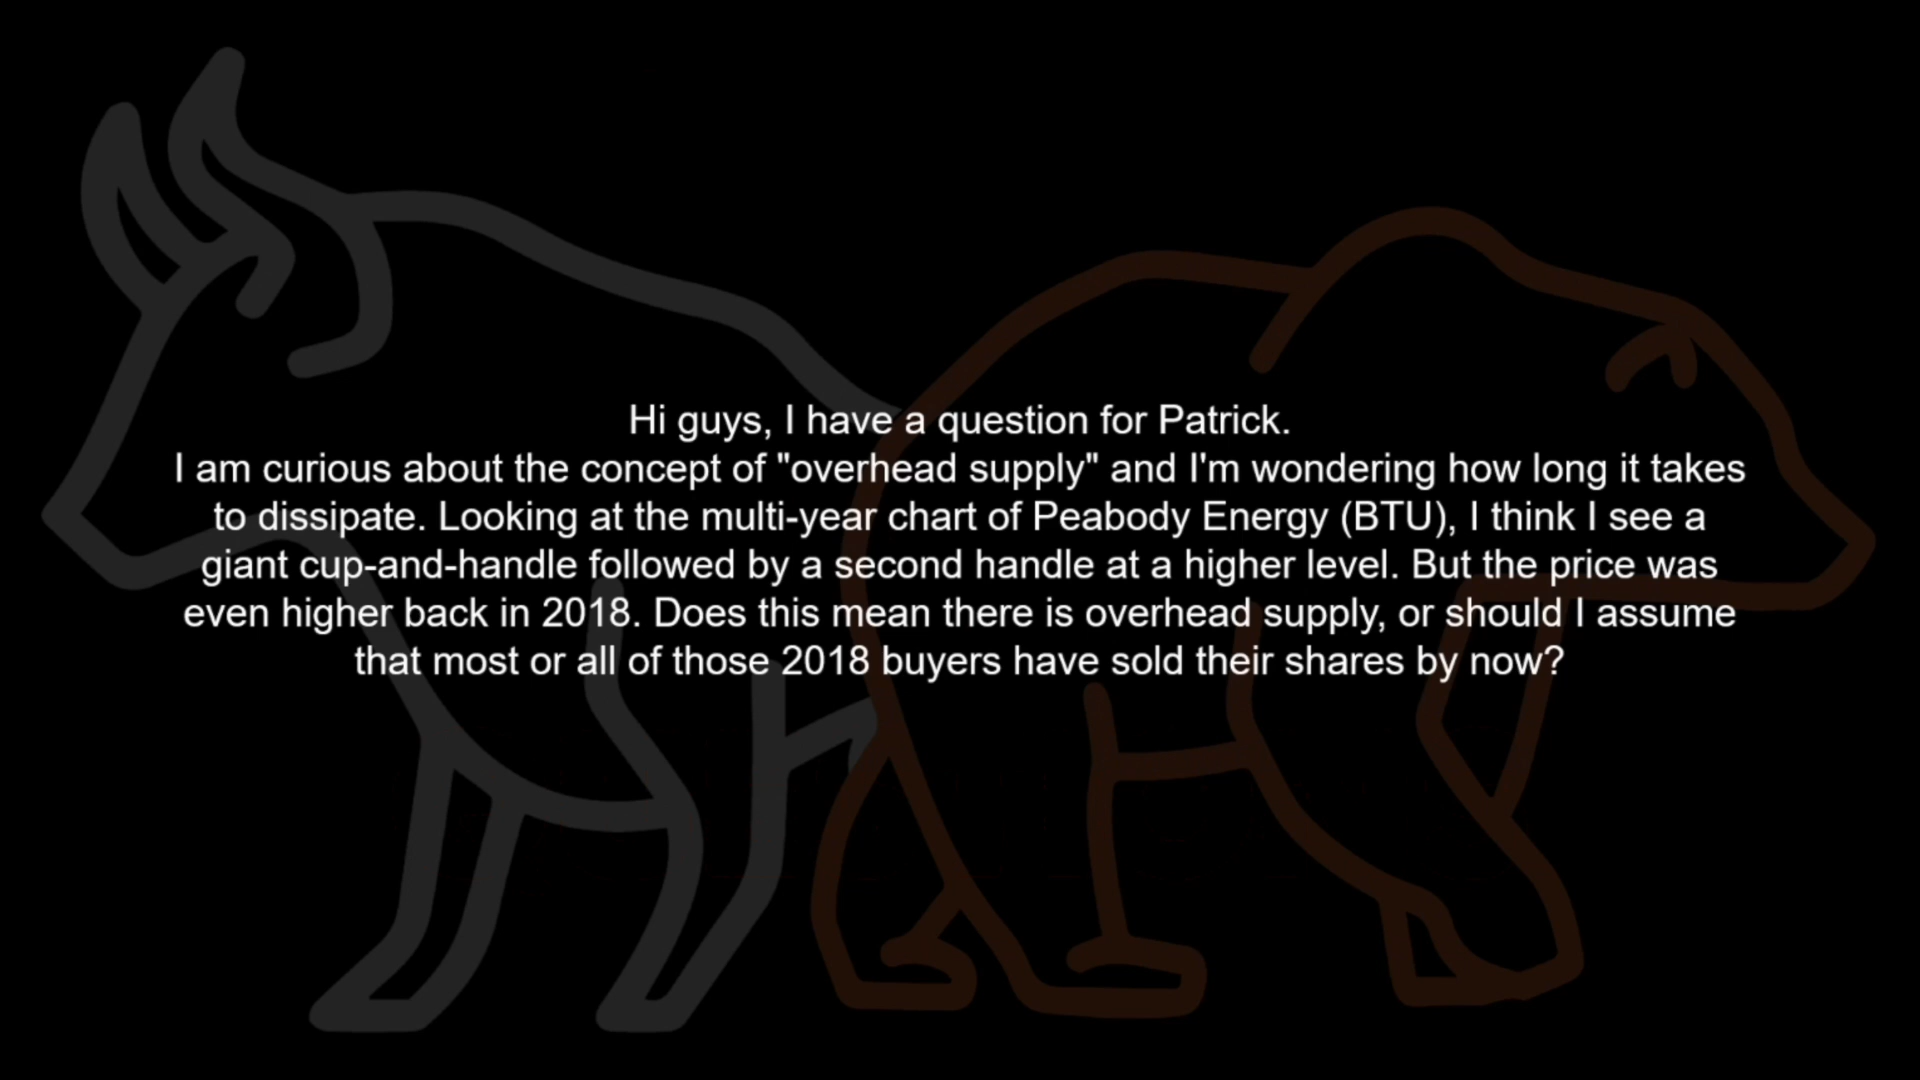 Hi guys, I have a question for Patrick.
I am curious about the concept of "overhead supply" and I'm wondering how long it takes
to dissipate. Looking at the multi-year chart of Peabody Energy (BTU), I think I see a
giant cup-and-handle followed by a second handle at a higher level. But the price was
even higher back in 2018. Does this mean there is overhead supply, or should I assume
that most or all of those 2018 buyers have sold their shares by now?